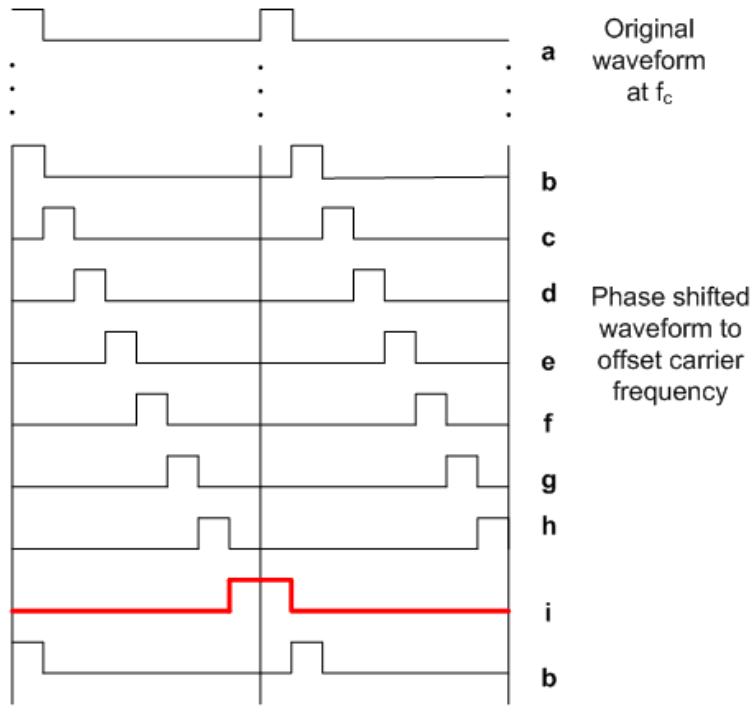 Original
waveform
at fc
a
b
c
d
Phase shifted
waveform to
offset carrier
frequency
e
f
g
h
i
b